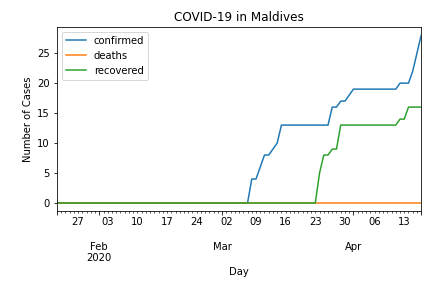 COVID-19 in Maldives
confirmed
deaths
recovered
Number of Cases
25
20
15
10
5
0
27 03 10 17 24 02 09 16 23 30 06 13
Feb Mar Apr
2020
Day